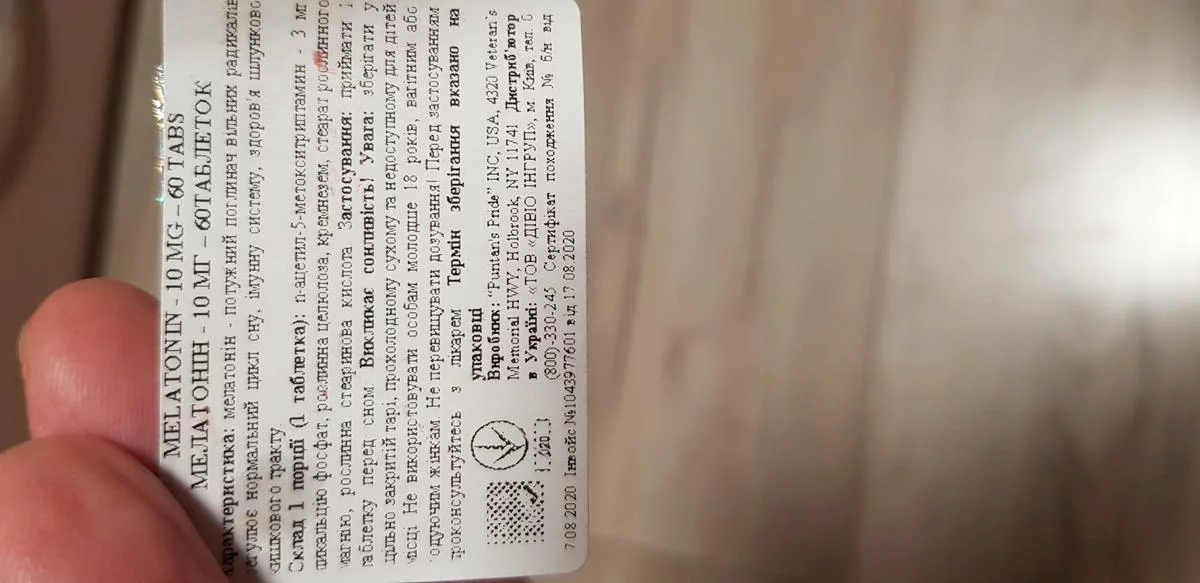 MELATONIN - 10 MG – 60 TABS
МЕЛАТОНІН - 10 МГ – 60ТАБЛЕТОК
Характеристика: мелатонін - потужний поглинач вільних радикалів
регулює нормальний цикл сну, імунну систему, здоров'я шлунково
кишкового тракту
Склад 1 порції (1 таблетка): n-ацетил-5-метокситриптамин - 3 мг
дикальцію фосфат, рослинна целюлоза, кремнезем, стеарат рослинного
магнію, рослинна стеаринова кислота Застосування: приймати 1
таблетку перед сном. Викликає сонливість! Увага: зберігати у
щільно закритій тарі, прохолодному сухому та недоступному для дітей
місці Не використовувати особам молодше 18 років, вагітним або
годуючим жінкам. Не перевищувати дозування! Перед застосуванням
проконсультуйтесь з лікарем Термін зберігання вказано на
упаковці
Виробник: "Puritan's Pride" INC, USA, 4320 Veteran's
Memorial HWY, Holbrook, NY 11741 Дистриб'ютор
в Україні: «ТОВ «ДІВІО ІНГРУП», м. Київ, тел. 6
(800)-330-245 Сертифікат походження № б/н від
7.08.2020 Інвойс №1043977601 від 17.08.2020